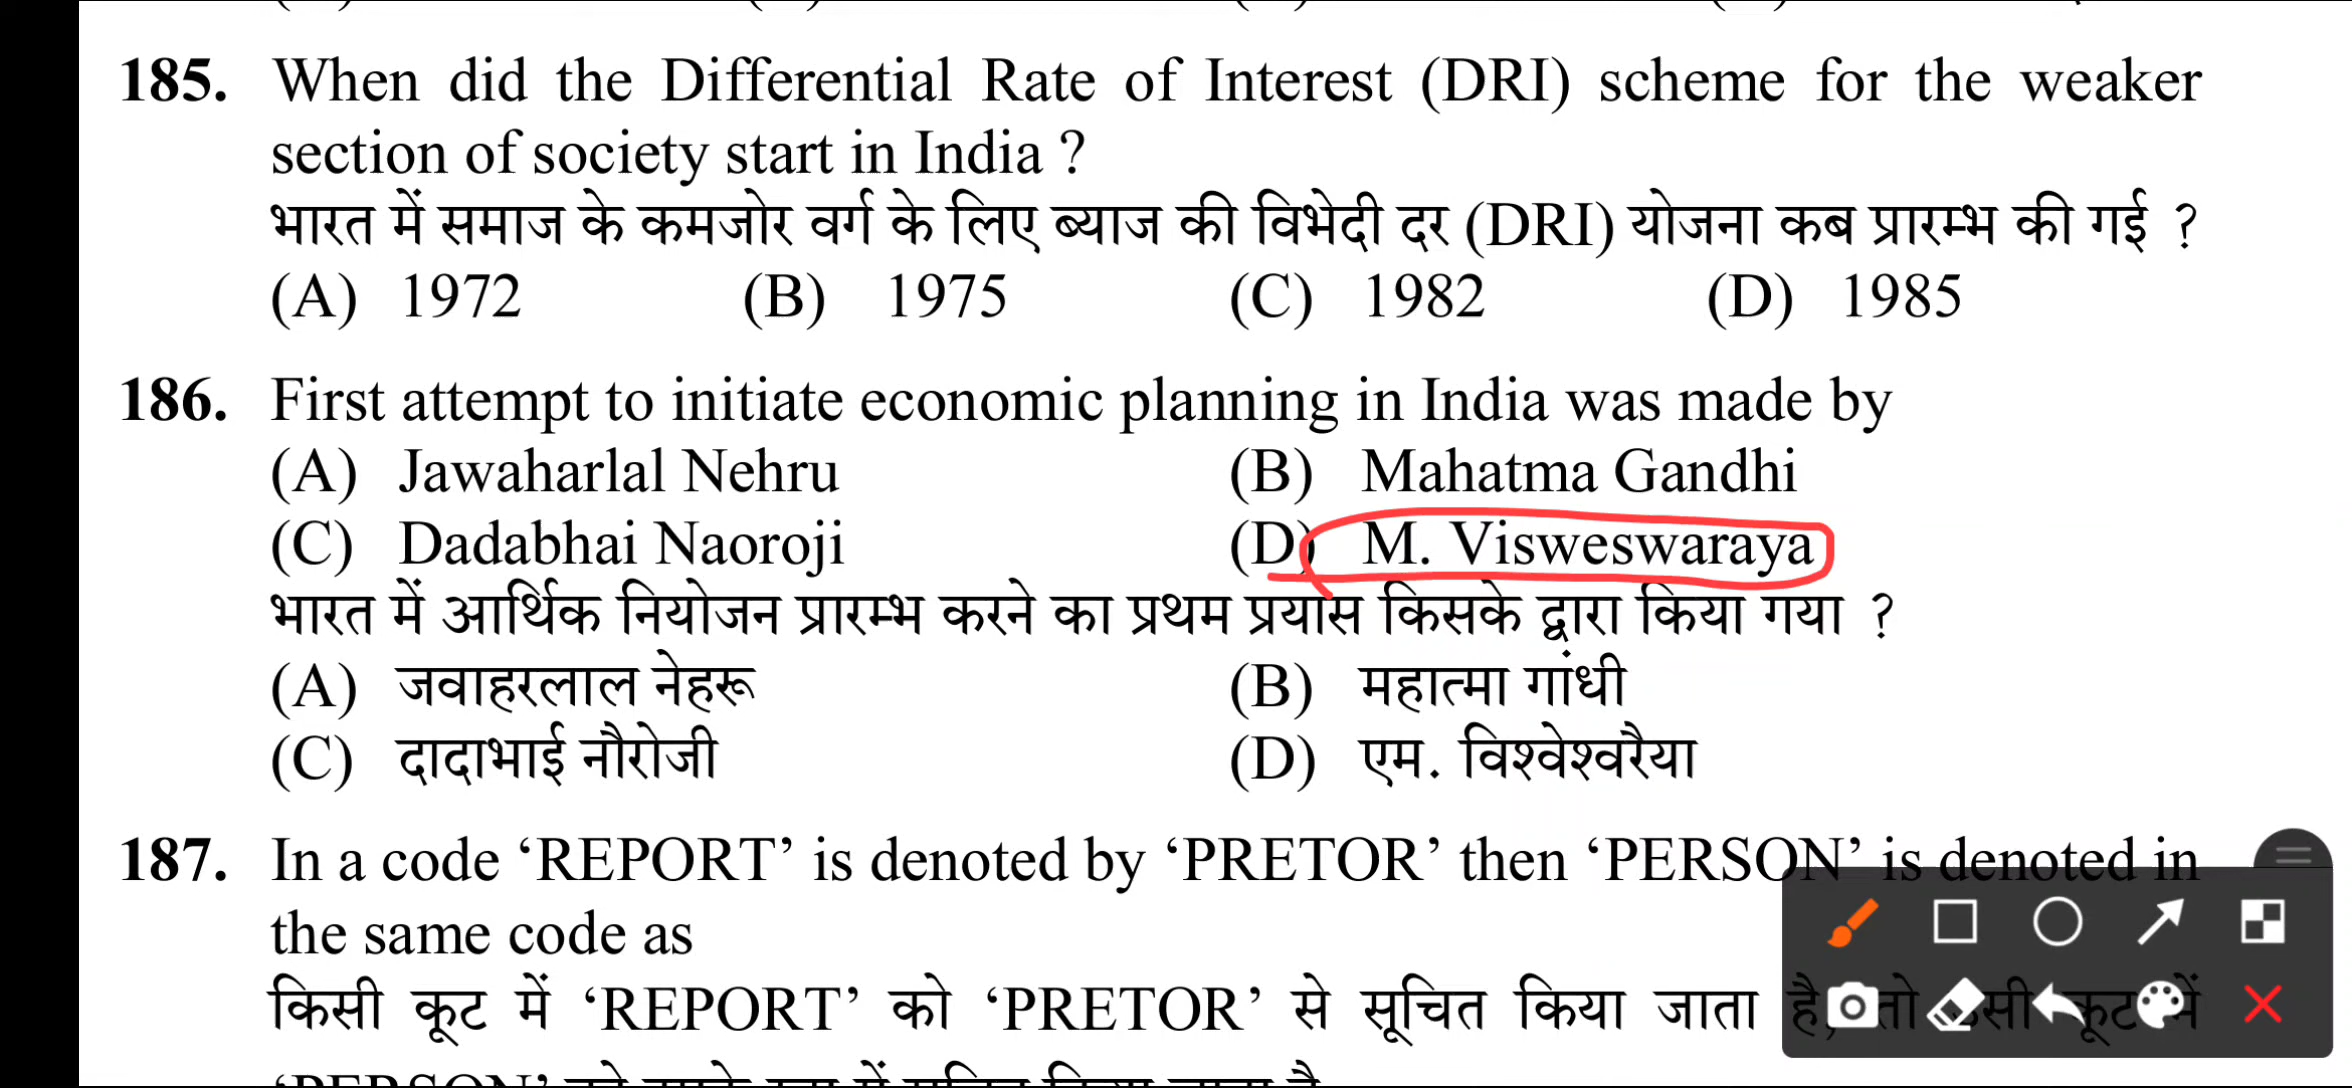 185. When did the Differential Rate of Interest (DRI) scheme for the weaker
section of society start in India ?
भारत में समाज के कमजोर वर्ग के लिए ब्याज की विभेदी दर (DRI) योजना कब प्रारम्भ की गई ?
(A) 1972 (B) 1975 (C) 1982 (D) 1985
186. First attempt to initiate economic planning in India was made by
(A) Jawaharlal Nehru (B) Mahatma Gandhi
(C) Dadabhai Naoroji (D) M. Visweswaraya
भारत में आर्थिक नियोजन प्रारम्भ करने का प्रथम प्रयास किसके द्वारा किया गया ?
(A) जवाहरलाल नेहरू (B) महात्मा गांधी
(C) दादाभाई नौरोजी (D) एम. विश्वेश्वरैया
187. In a code ‘REPORT’ is denoted by ‘PRETOR’ then ‘PERSON’ is denoted in
the same code as
किसी कूट में ‘REPORT’ को ‘PRETOR’ से सूचित किया जाता है, तो उसी कूट में